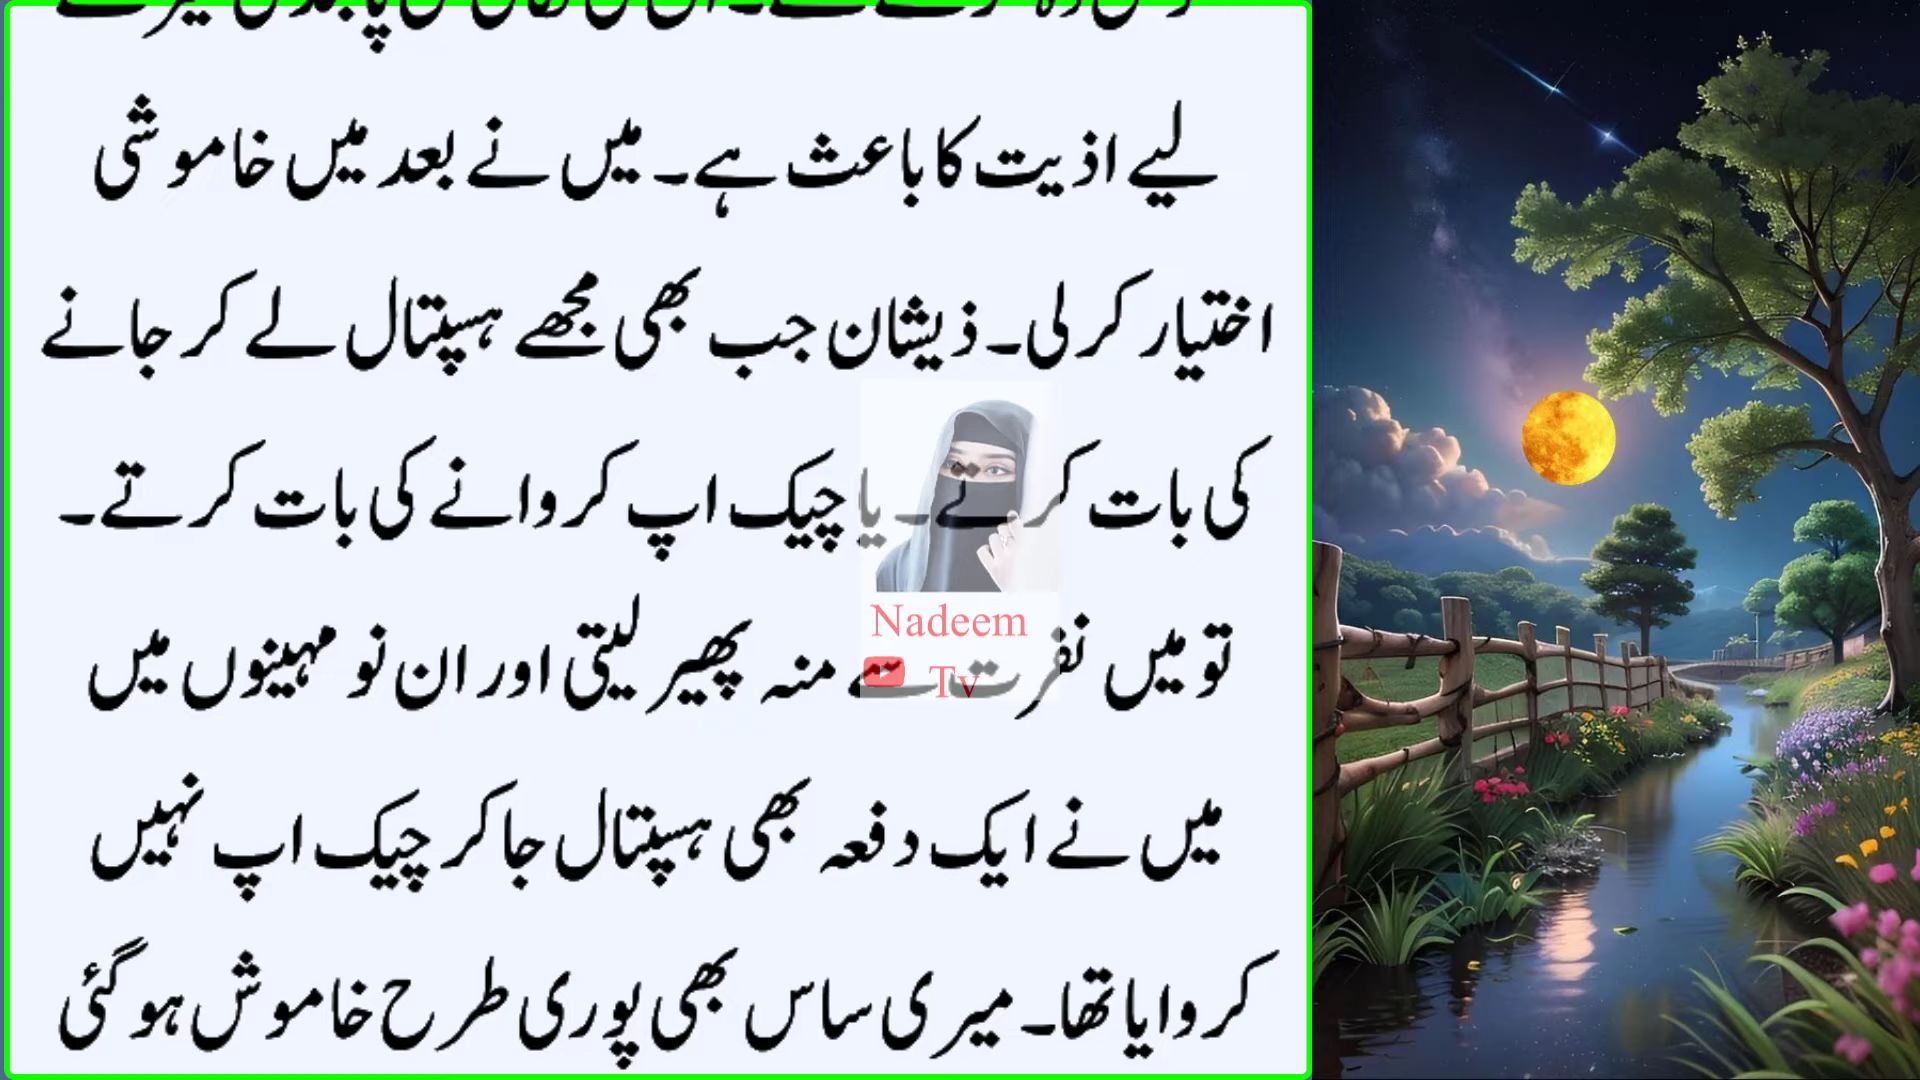 لیے اذیت کا باعث ہے۔ میں نے بعد میں خاموشی
اختیار کر لی۔ ذیشان جب بھی مجھے ہسپتال لے کر جانے
کی بات کرتے۔ یا چیک اپ کروانے کی بات کرتے۔
تو میں نفرت سے منہ پھیر لیتی اور ان نو مہینوں میں
میں نے ایک دفعہ بھی ہسپتال جا کر چیک اپ نہیں
کروایا تھا۔ میری ساس بھی پوری طرح خاموش ہو گئی
Nadeem
Tv